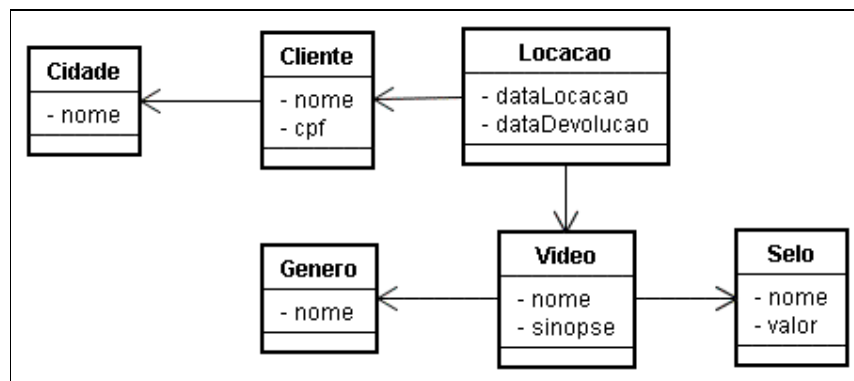 Cidade
- nome
Cliente
- nome
- cpf
Locacao
- dataLocacao
- dataDevolucao
Genero
- nome
Video
- nome
- sinopse
Selo
- nome
- valor